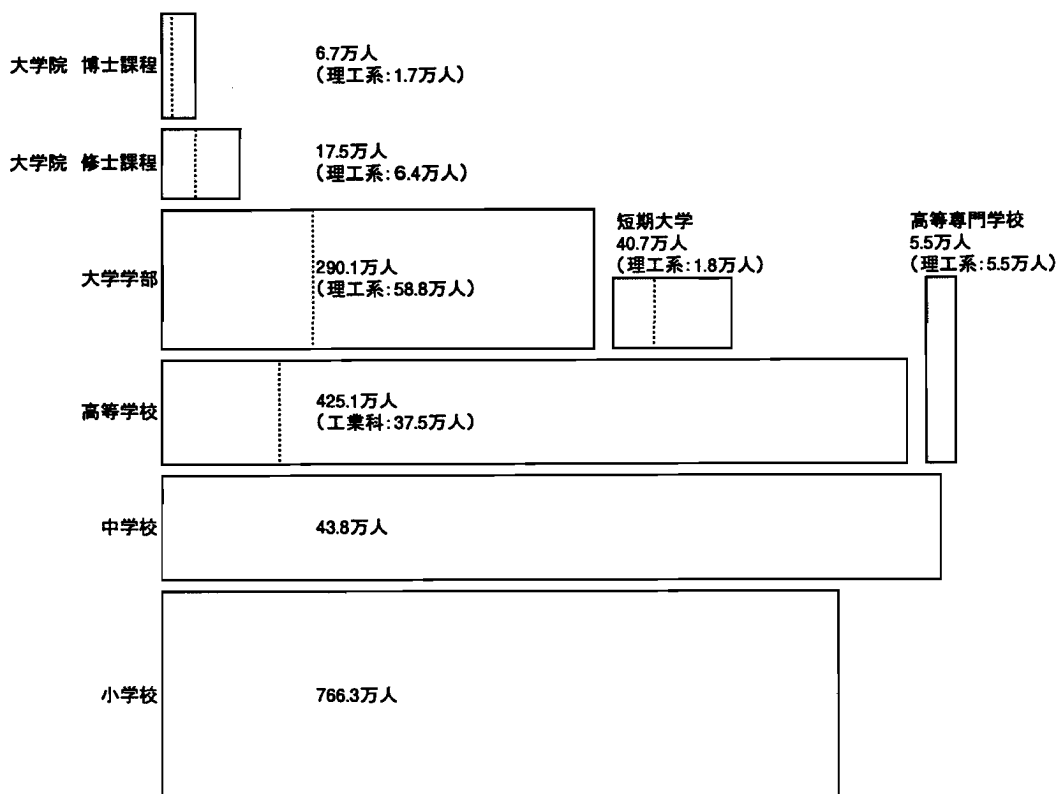 大学院 博士課程
6.7万人
(理工系:1.7万人)
大学院 修士課程
17.5万人
(理工系:6.4万人)
大学学部
290.1万人
(理工系:58.8万人)
短期大学
40.7万人
(理工系:1.8万人)
高等専門学校
5.5万人
(理工系:5.5万人)
高等学校
425.1万人
(工業科:37.5万人)
中学校
43.8万人
小学校
766.3万人